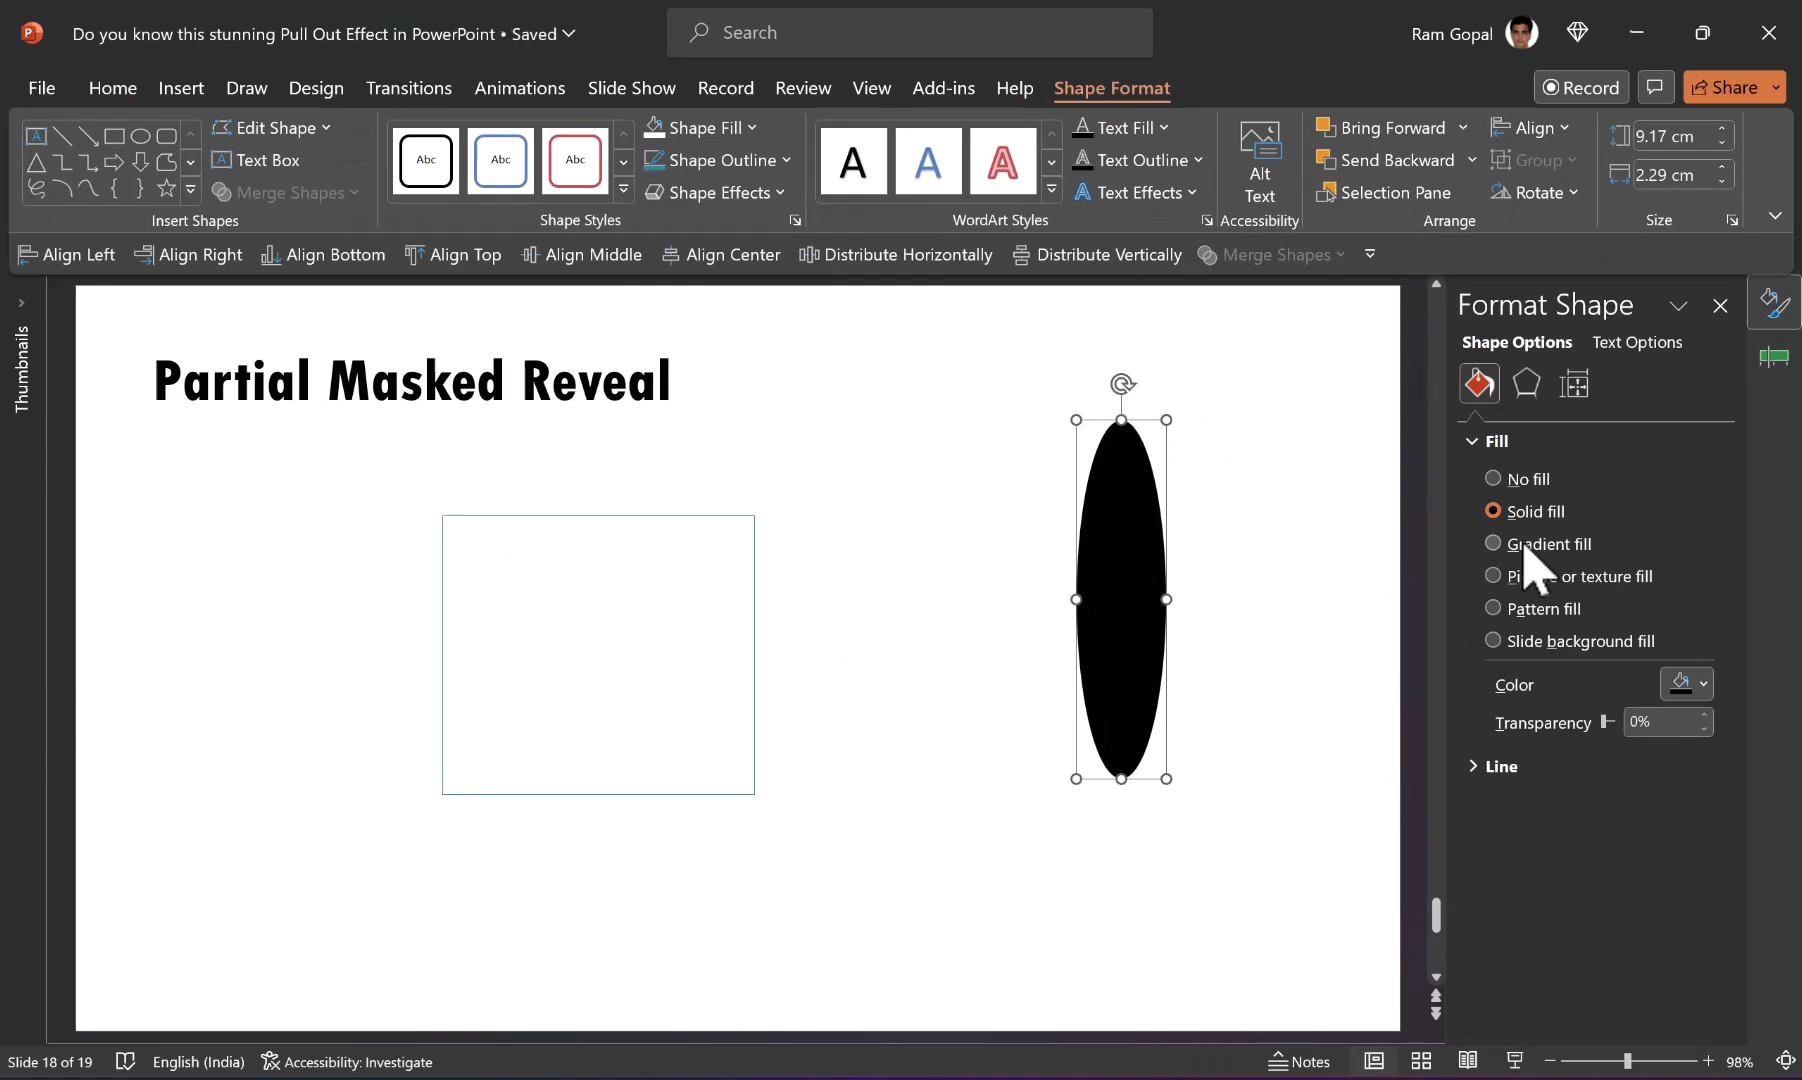 Do you know this stunning Pull Out Effect in PowerPoint • Saved
Search
Ram Gopal
File Home Insert Draw Design Transitions Animations Slide Show Record Review View Add-ins Help Shape Format
Record
Share
Edit Shape
Text Box
Merge Shapes
Insert Shapes
Abc Abc Abc
Shape Fill
Shape Outline
Shape Effects
Shape Styles
A A A
Text Fill
Text Outline
Text Effects
WordArt Styles
Alt
Text
Accessibility
Bring Forward
Send Backward
Selection Pane
Align
Group
Rotate
Arrange
9.17 cm
2.29 cm
Size
Align Left Align Right Align Bottom Align Top Align Middle Align Center Distribute Horizontally Distribute Vertically Merge Shapes
Thumbnails
Partial Masked Reveal
Format Shape
Shape Options Text Options
Fill
No fill
Solid fill
Gradient fill
or texture fill
Pattern fill
Slide background fill
Color
Transparency 0%
Line
Slide 18 of 19
English (India)
Accessibility: Investigate
Notes
98%